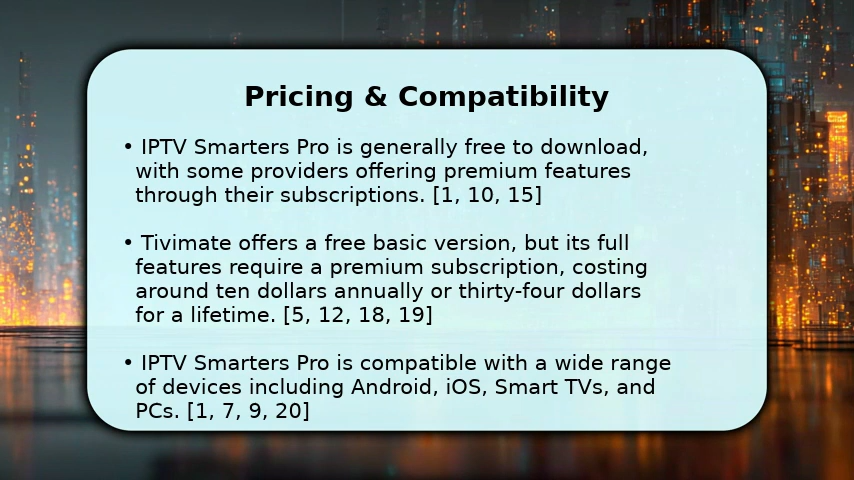 Pricing & Compatibility
• IPTV Smarters Pro is generally free to download,
with some providers offering premium features
through their subscriptions. [1, 10, 15]
• Tivimate offers a free basic version, but its full
features require a premium subscription, costing
around ten dollars annually or thirty-four dollars
for a lifetime. [5, 12, 18, 19]
• IPTV Smarters Pro is compatible with a wide range
of devices including Android, iOS, Smart TVs, and
PCs. [1, 7, 9, 20]